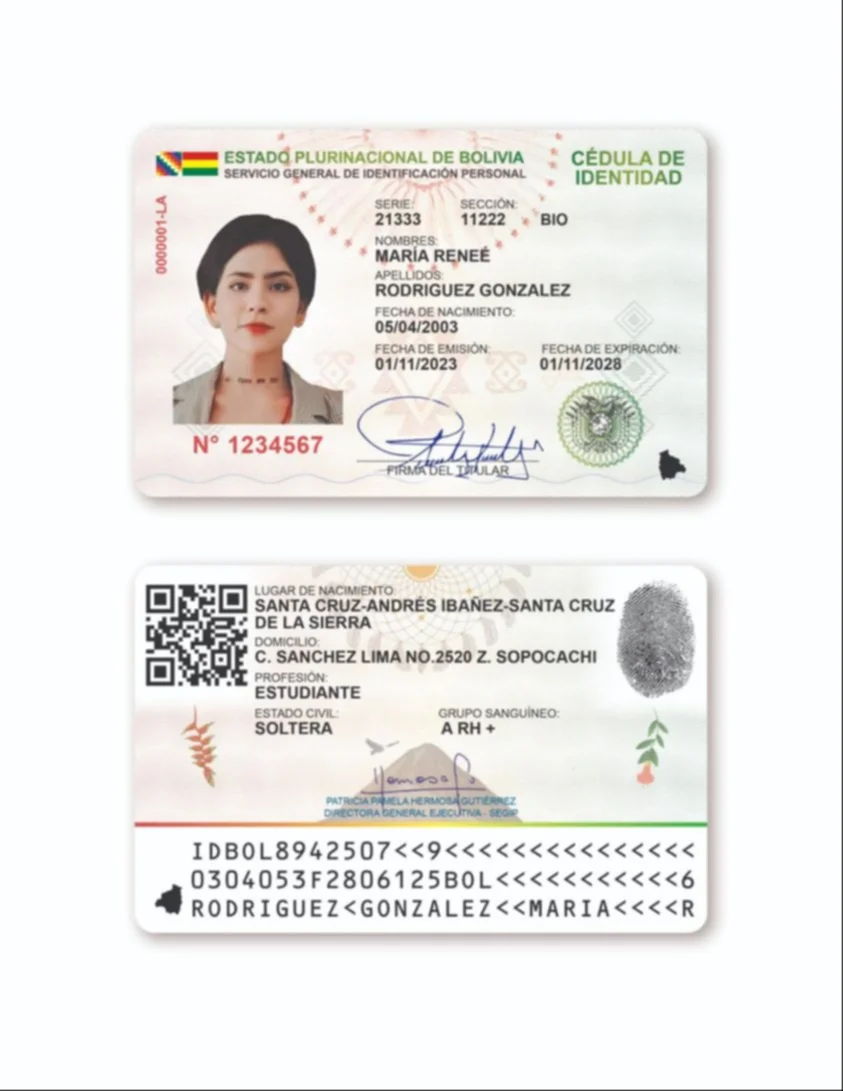 ESTADO PLURINACIONAL DE BOLIVIA
SERVICIO GENERAL DE IDENTIFICACIÓN PERSONAL
CÉDULA DE
IDENTIDAD
0000001-LA
SERIE: SECCIÓN:
21333 11222 BIO
NOMBRES:
MARÍA RENEÉ
APELLIDOS:
RODRIGUEZ GONZALEZ
FECHA DE NACIMIENTO:
05/04/2003
FECHA DE EMISIÓN: FECHA DE EXPIRACIÓN:
01/11/2023 01/11/2028
N° 1234567
FIRMA DEL TITULAR
LUGAR DE NACIMIENTO:
SANTA CRUZ-ANDRÉS IBAÑEZ-SANTA CRUZ
DE LA SIERRA
DOMICILIO:
C. SANCHEZ LIMA NO.2520 Z. SOPOCACHI
PROFESIÓN:
ESTUDIANTE
ESTADO CIVIL: GRUPO SANGUÍNEO:
SOLTERA A RH +
PATRICIA PAMELA HERMOSA GUTIÉRREZ
DIRECTORA GENERAL EJECUTIVA - SEGIP
IDBOL8942507<<9<<<<<<<<<<<<<<<
0304053F2806125BOL<<<<<<<<<<<6
RODRIGUEZ<GONZALEZ<<MARIA<<<<R